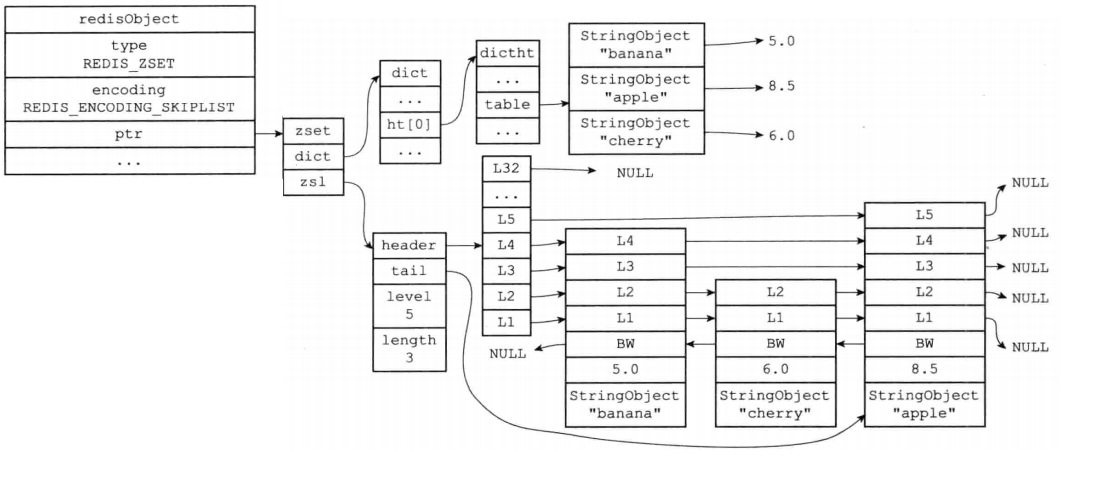 redisObject
type
REDIS_ZSET
encoding
REDIS_ENCODING_SKIPLIST
ptr
...
zset
dict
zsl
dict
...
ht[0]
...
dictht
...
table
...
StringObject
"banana"
5.0
StringObject
"apple"
8.5
StringObject
"cherry"
6.0
header
tail
level
5
length
3
L32
NULL
...
L5
L4
L3
L2
L1
NULL
L4
L3
L2
L1
BW
5.0
StringObject
"banana"
L2
L1
BW
6.0
StringObject
"cherry"
L5
L4
L3
L2
L1
BW
8.5
StringObject
"apple"
NULL
NULL
NULL
NULL
NULL